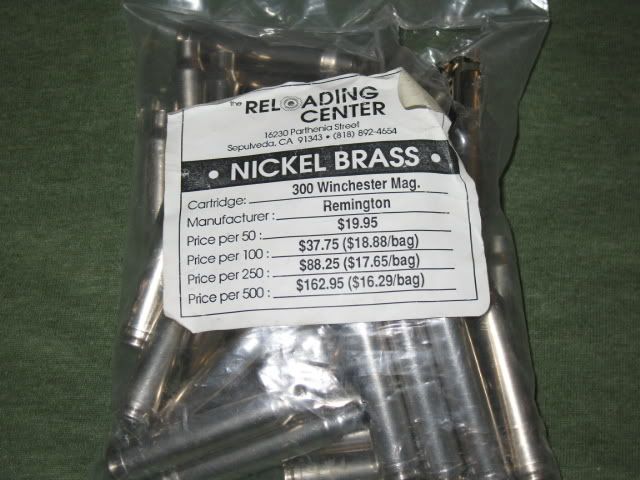 The RELOADING
CENTER
16230 Parthenia Street
Sepulveda, CA 91343 • (818) 892-4654
• NICKEL BRASS •
Cartridge: 300 Winchester Mag.
Manufacturer: Remington
Price per 50: $19.95
Price per 100: $37.75 ($18.88/bag)
Price per 250: $88.25 ($17.65/bag)
Price per 500: $162.95 ($16.29/bag)